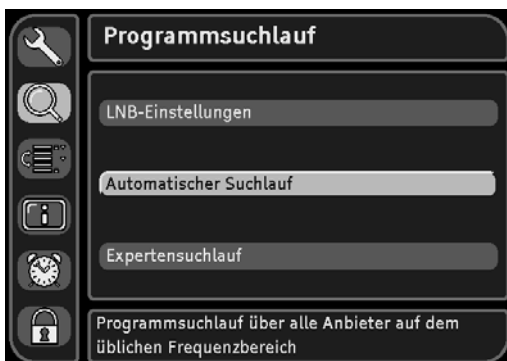 Programmsuchlauf
LNB-Einstellungen
Automatischer Suchlauf
Expertensuchlauf
Programmsuchlauf über alle Anbieter auf dem
üblichen Frequenzbereich